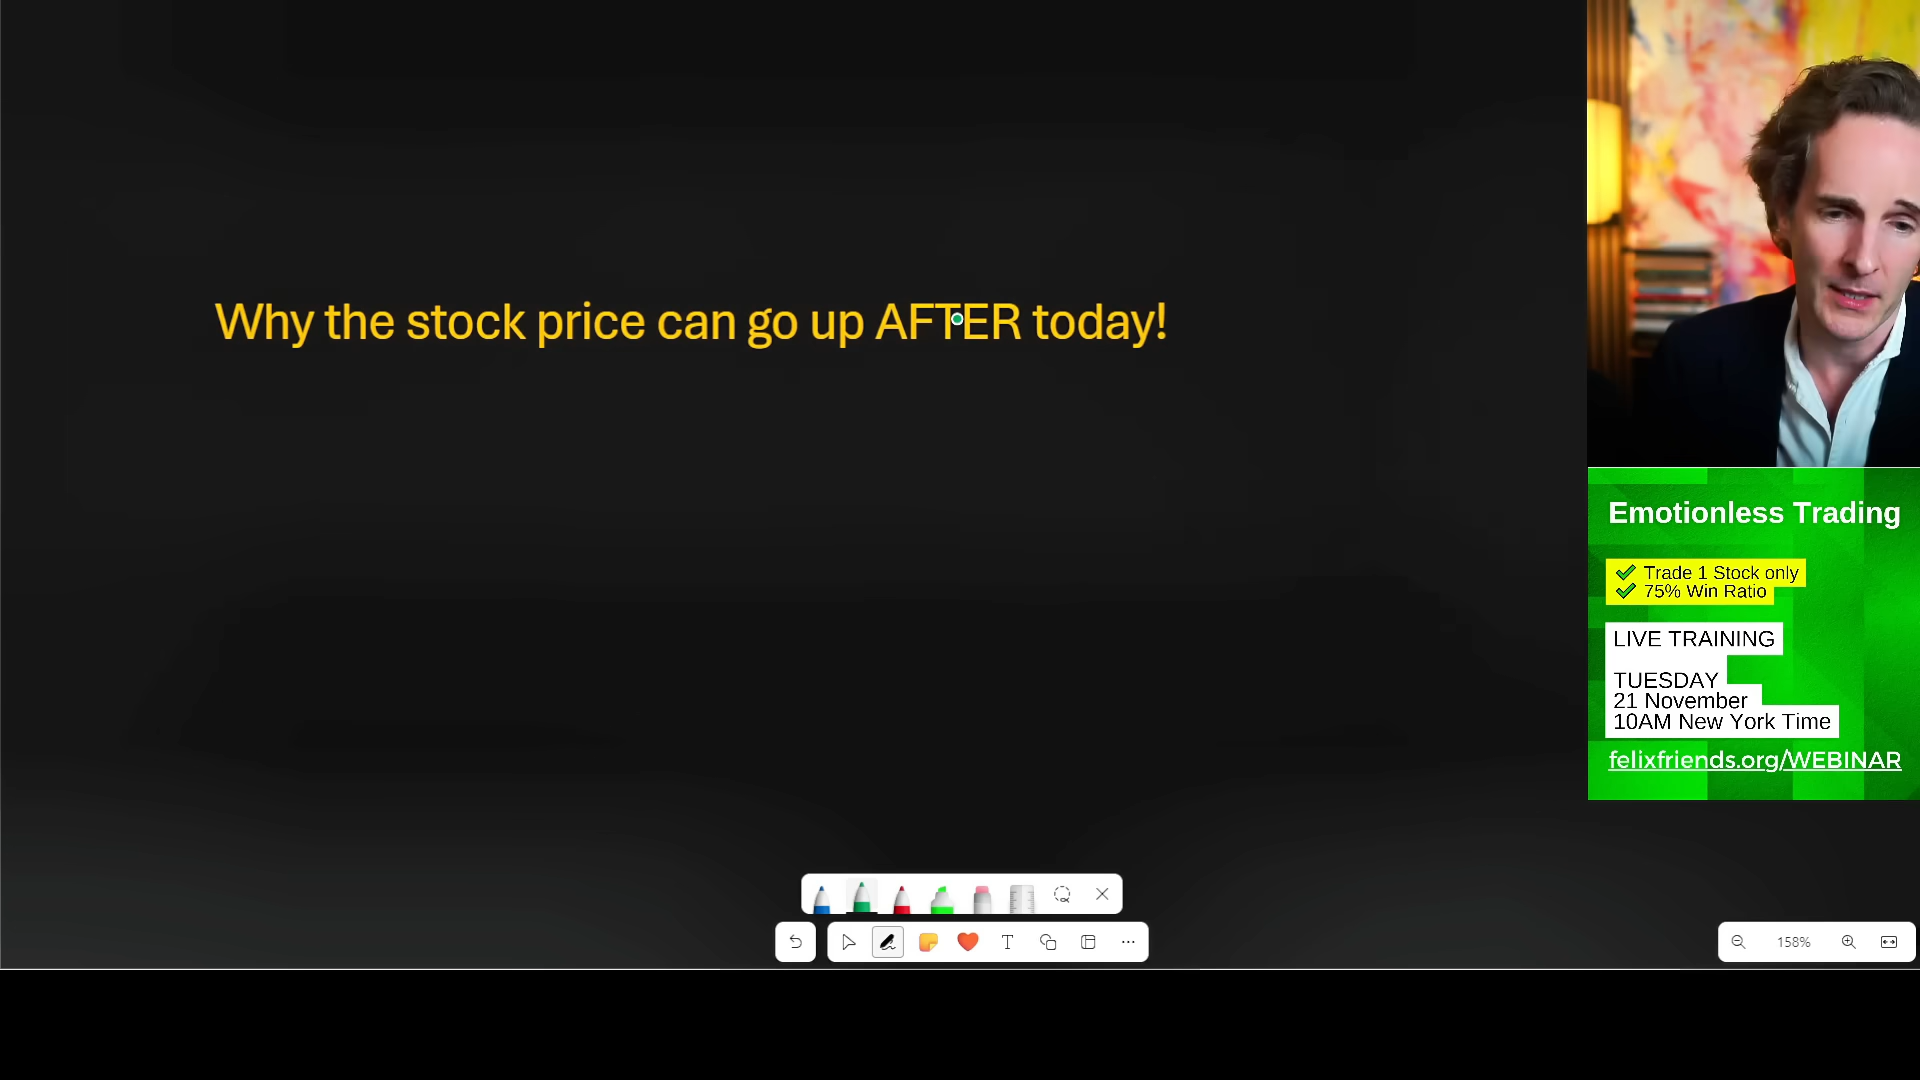 Why the stock price can go up AFTER today!
Emotionless Trading
Trade 1 Stock only
75% Win Ratio
LIVE TRAINING
TUESDAY
21 November
10AM New York Time
felixfriends.org/WEBINAR
T
158%